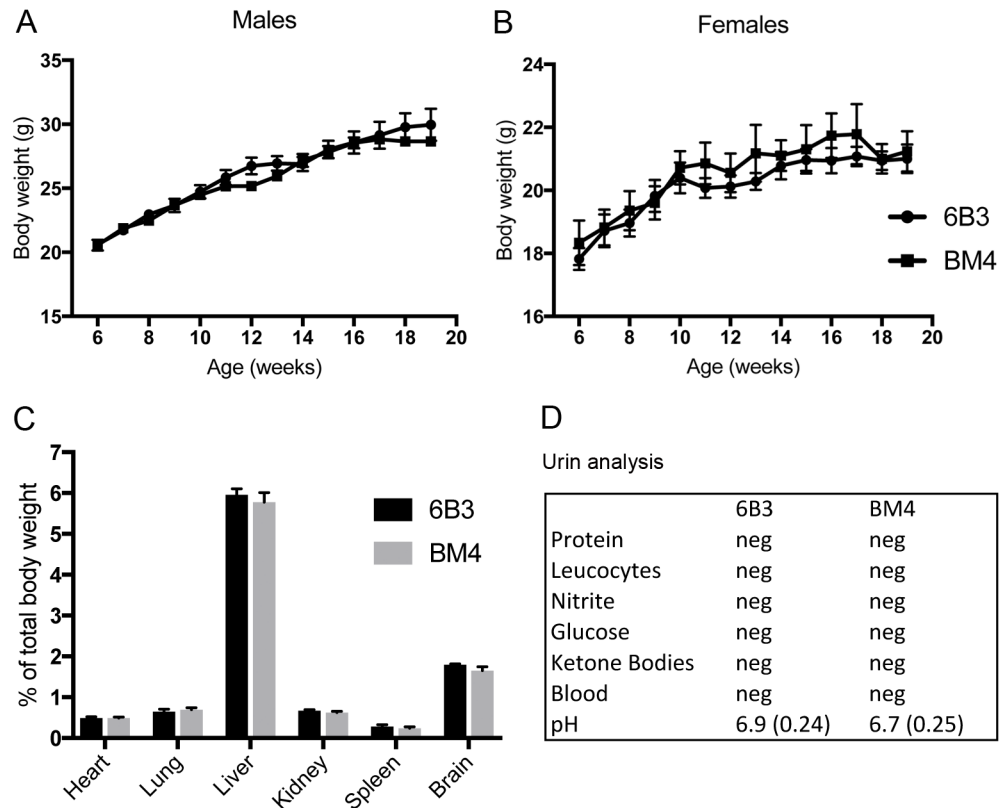 A
Males
Body weight (g)
35
30
25
20
15
6 8 10 12 14 16 18 20
Age (weeks)
B
Females
Body weight (g)
24
22
20
18
16
6 8 10 12 14 16 18 20
Age (weeks)
6B3
BM4
C
% of total body weight
7
6
5
4
3
2
1
0
Heart Lung Liver Kidney Spleen Brain
6B3
BM4
D
Urin analysis
6B3 BM4
Protein neg neg
Leucocytes neg neg
Nitrite neg neg
Glucose neg neg
Ketone Bodies neg neg
Blood neg neg
pH 6.9 (0.24) 6.7 (0.25)